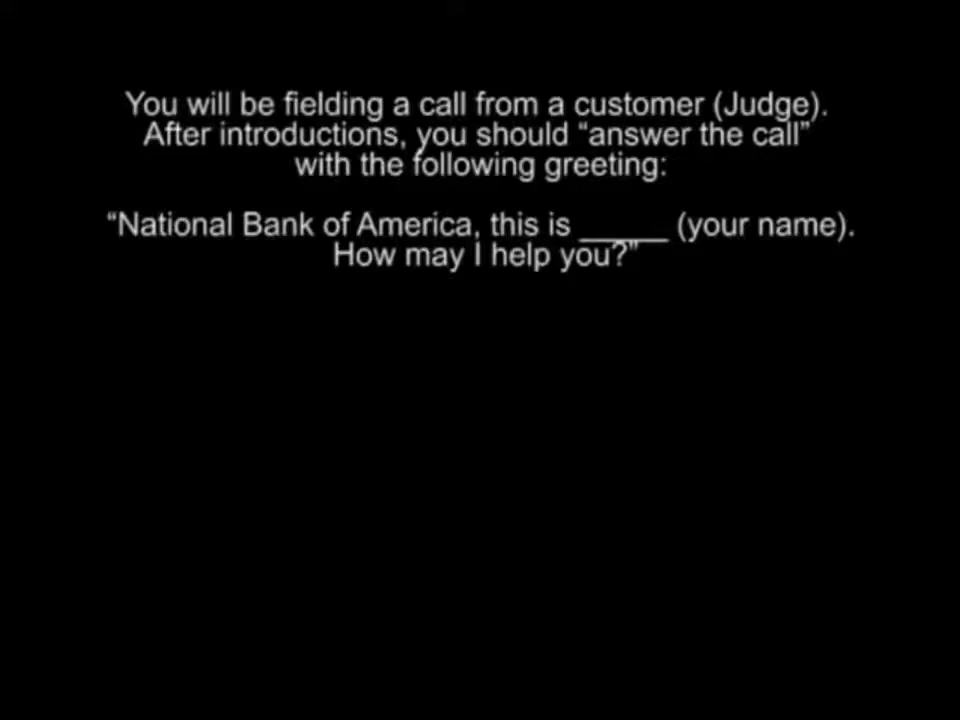 You will be fielding a call from a customer (Judge).
After introductions, you should “answer the call”
with the following greeting:
“National Bank of America, this is _____ (your name).
How may I help you?”